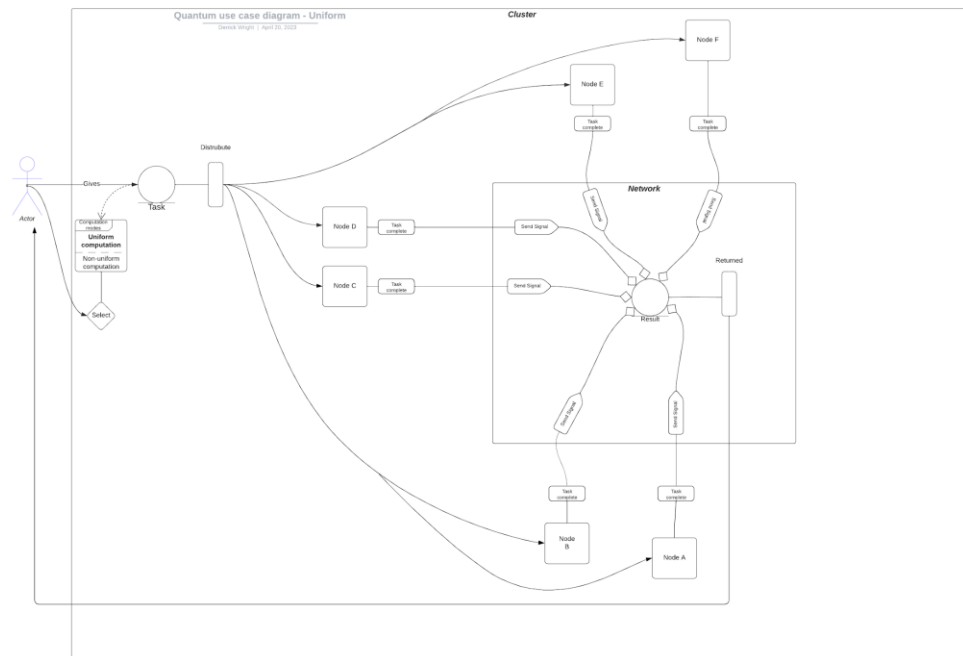 Quantum use case diagram - Uniform
Derrick Wright | April 20, 2023
Cluster
Node F
Node E
Task
complete
Task
complete
Distrubute
Gives
Task
Actor
Computation
modes
Uniform
computation
Non-uniform
computation
Select
Network
Send Signal
Send Signal
Node D
Task
complete
Send Signal
Node C
Task
complete
Send Signal
Returned
Result
Send Signal
Send Signal
Task
complete
Task
complete
Node
B
Node A